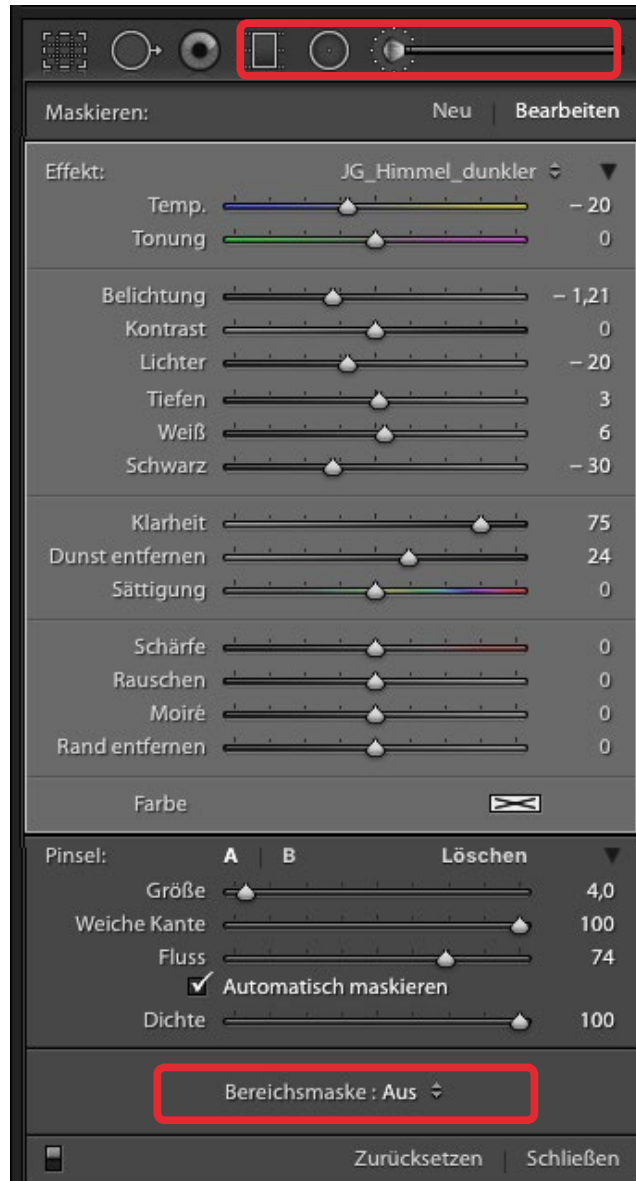 Maskieren: Neu | Bearbeiten
Effekt: JG_Himmel_dunkler
Temp. – 20
Tonung 0
Belichtung – 1,21
Kontrast 0
Lichter – 20
Tiefen 3
Weiß 6
Schwarz – 30
Klarheit 75
Dunst entfernen 24
Sättigung 0
Schärfe 0
Rauschen 0
Moiré 0
Rand entfernen 0
Farbe
Pinsel: A | B Löschen
Größe 4,0
Weiche Kante 100
Fluss 74
Automatisch maskieren
Dichte 100
Bereichsmaske : Aus
Zurücksetzen | Schließen